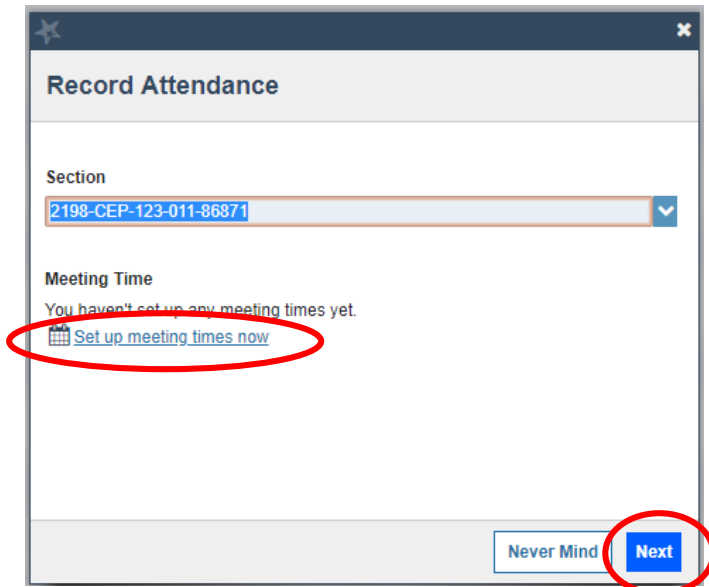 Record Attendance
Section
2198-CEP-123-011-86871
Meeting Time
You haven't set up any meeting times yet.
Set up meeting times now
Never Mind
Next